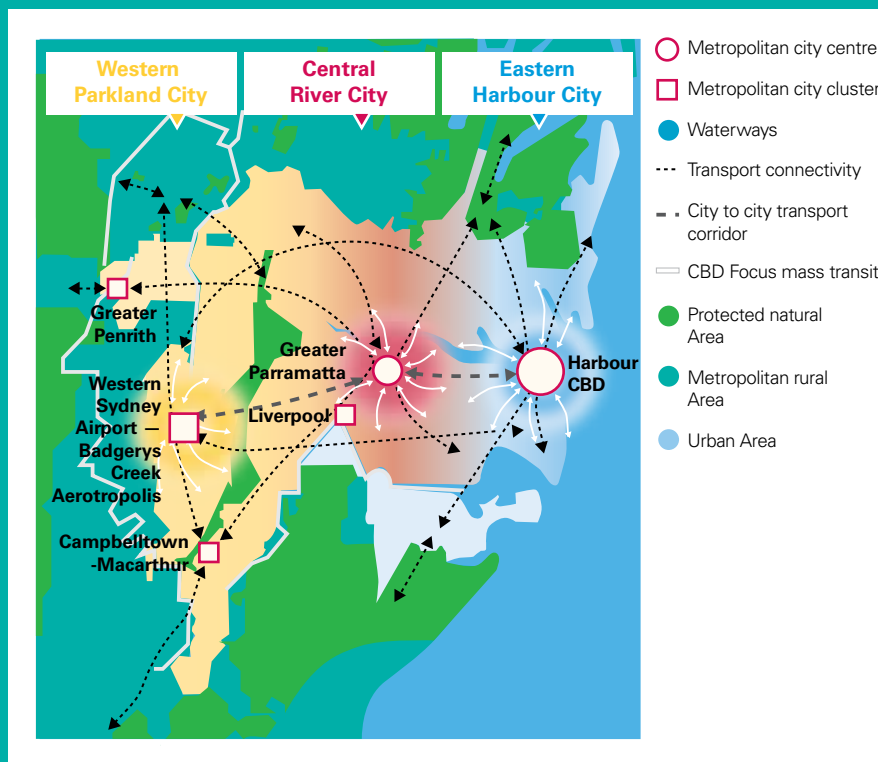 Western
Parkland City
Central
River City
Eastern
Harbour City
Greater
Penrith
Greater
Parramatta
Harbour
CBD
Western
Sydney
Airport —
Badgerys
Creek
Aerotropolis
Liverpool
Campbelltown
-Macarthur
Metropolitan city centre
Metropolitan city cluster
Waterways
Transport connectivity
City to city transport
corridor
CBD Focus mass transit
Protected natural
Area
Metropolitan rural
Area
Urban Area